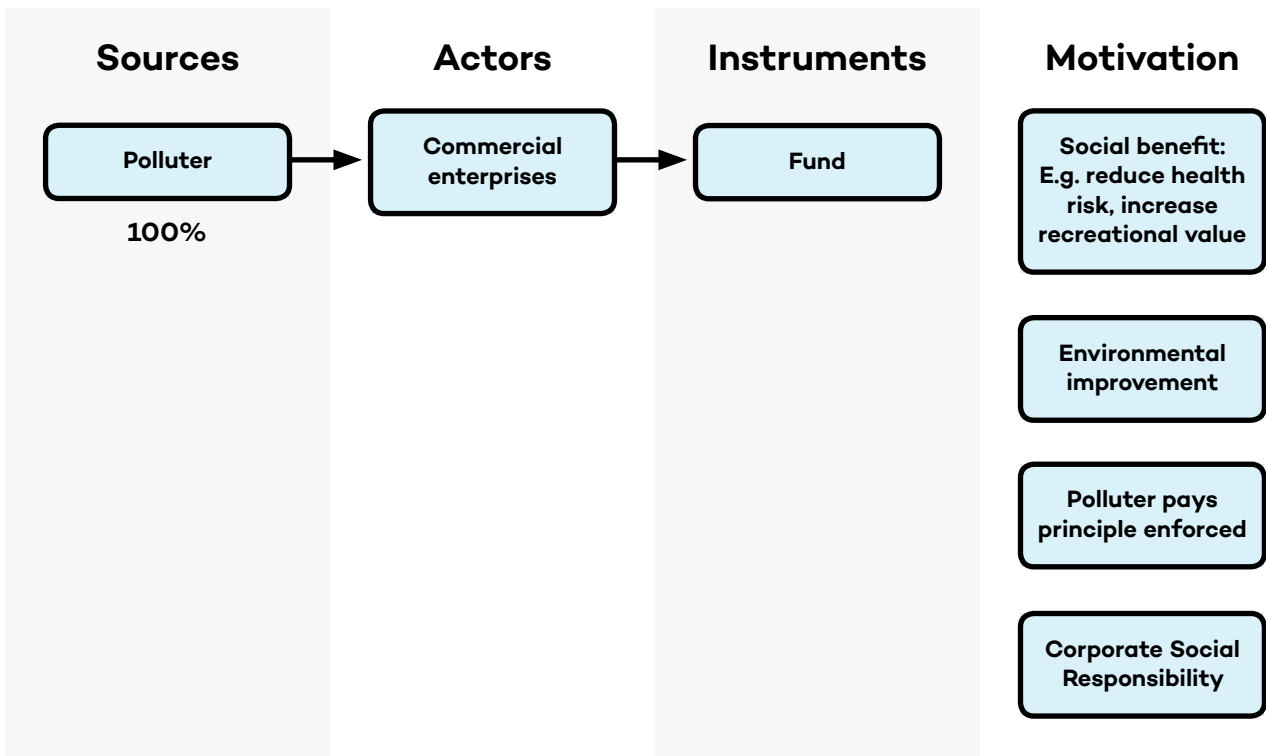 Sources
Actors
Instruments
Motivation
Polluter
100%
Commercial
enterprises
Fund
Social benefit:
E.g. reduce health
risk, increase
recreational value
Environmental
improvement
Polluter pays
principle enforced
Corporate Social
Responsibility